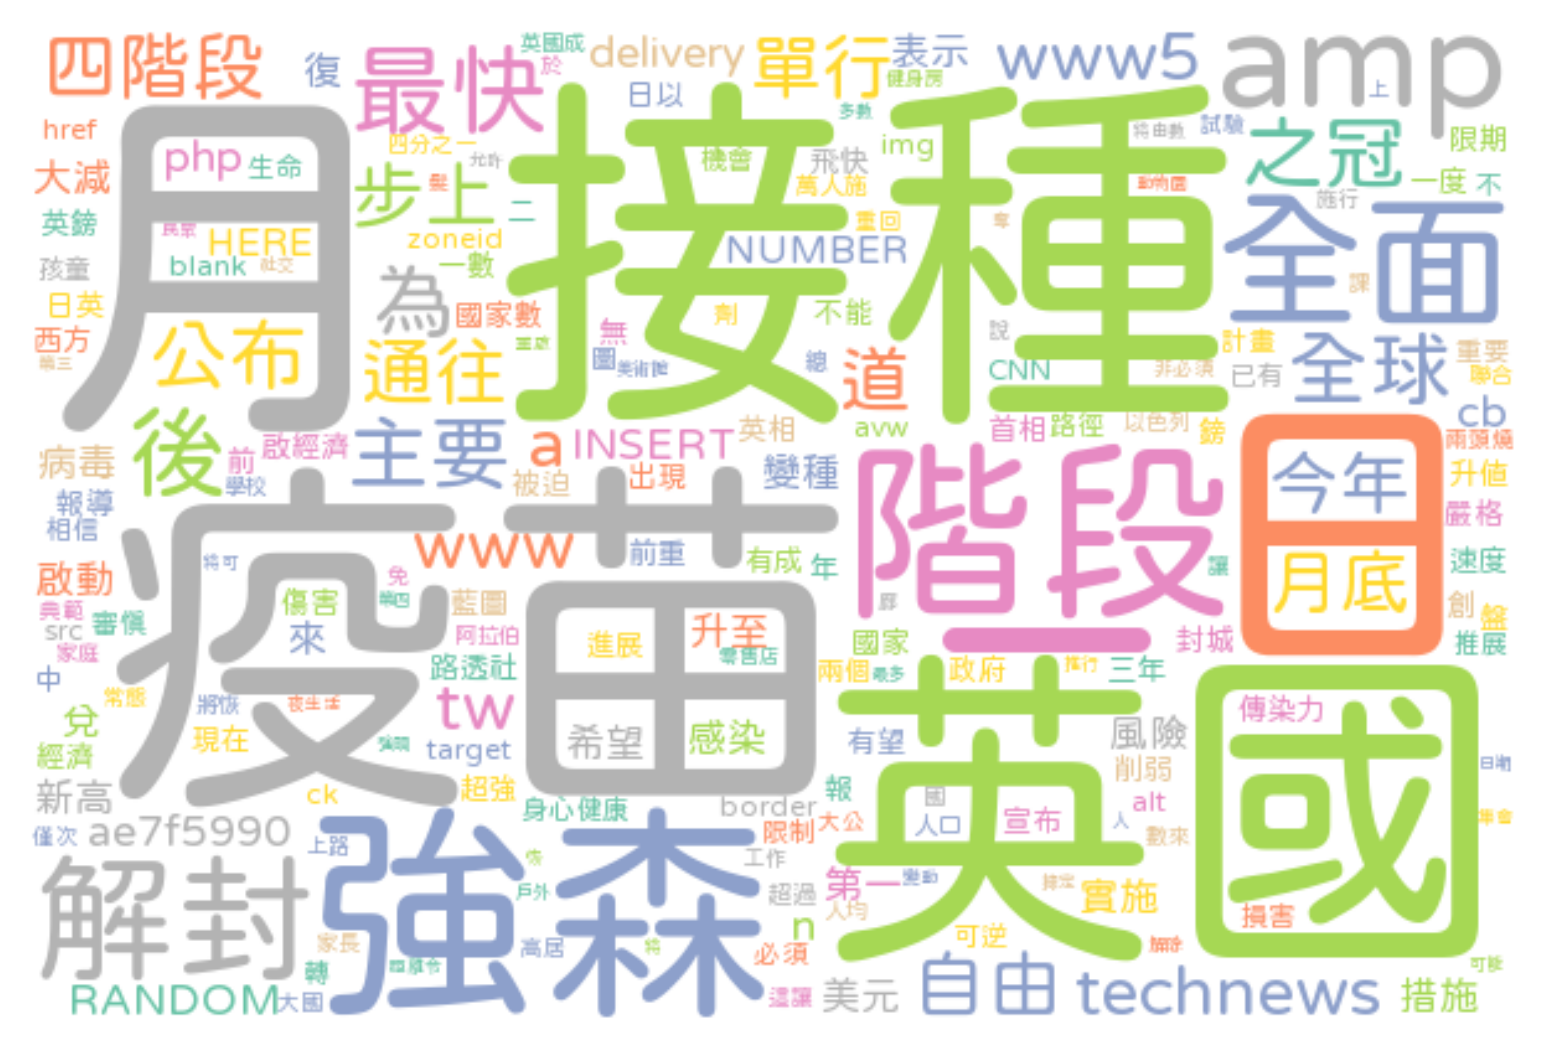 四階段
復
最快
英國成
於
delivery
單行
表示
健身房
www5
amp
上
日以
多數
href
php
生命
四分之一
允許
步上
髮
二
接種
機會
飛快
img
萬人施
重回
試驗
之冠
限期
一度
不
施行
大減
月
英鎊
民眾
HERE
blank
社交
zoneid
一數
NUMBER
全面
課
孩童
日英
為
國家數
無
劑
不能
說
計畫
重要
西方
第三
公布
通往
圖
美術館
總
道
CNN
非必須
已有
全球
聯合
cb
後
啟經濟
主要
a
INSERT
英相
avw
首相
路徑
以色列
鎊
兩頭燒
病毒
前
學校
被迫
出現
變種
階段
日
今年
升值
報導
相信
www
前重
有成
年
讓
嚴格
啟動
將可
疫苗
免
傷害
藍圖
月底
速度
典範
src
審慎
家庭
來
阿拉伯
進展
升至
零售店
國家
一
封城
創
盤
推展
中
常態
將恢
夜生活
路透社
兩個
最多
政府
推行
三年
兌
現在
tw
target
希望
感染
有望
英國
風險
傳染力
經濟
新高
ck
超強
身心健康
border
報
國
削弱
alt
日期
僅次
ae7f5990
上路
強森
限制
大公
人口
宣布
人
數來
集會
解封
恢
工作
戶外
超過
第一
變動
人均
實施
損害
家長
轉
高居
將
n
必須
可逆
可能
RANDOM
大國
這讓
美元
自由
technews
措施